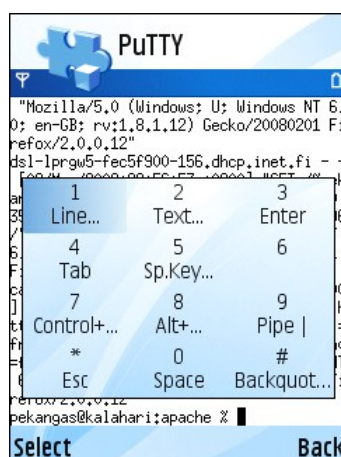 PuTTY
"Mozilla/5.0 (Windows; U; Windows NT 6.
0; en-GB; rv:1.8.1.12) Gecko/20080201 Fi
refox/2.0.0.12"
dsl-lprgw5-fec5f900-156.dhcp.inet.fi - -
1 2 3
Line... Text... Enter
4 5 6
Tab Sp.Key...
7 8 9
Control+... Alt+... Pipe |
* 0 #
Esc Space Backquot...
refox/2.0.0.12"
pekangas@kalahari:apache %
Select Back